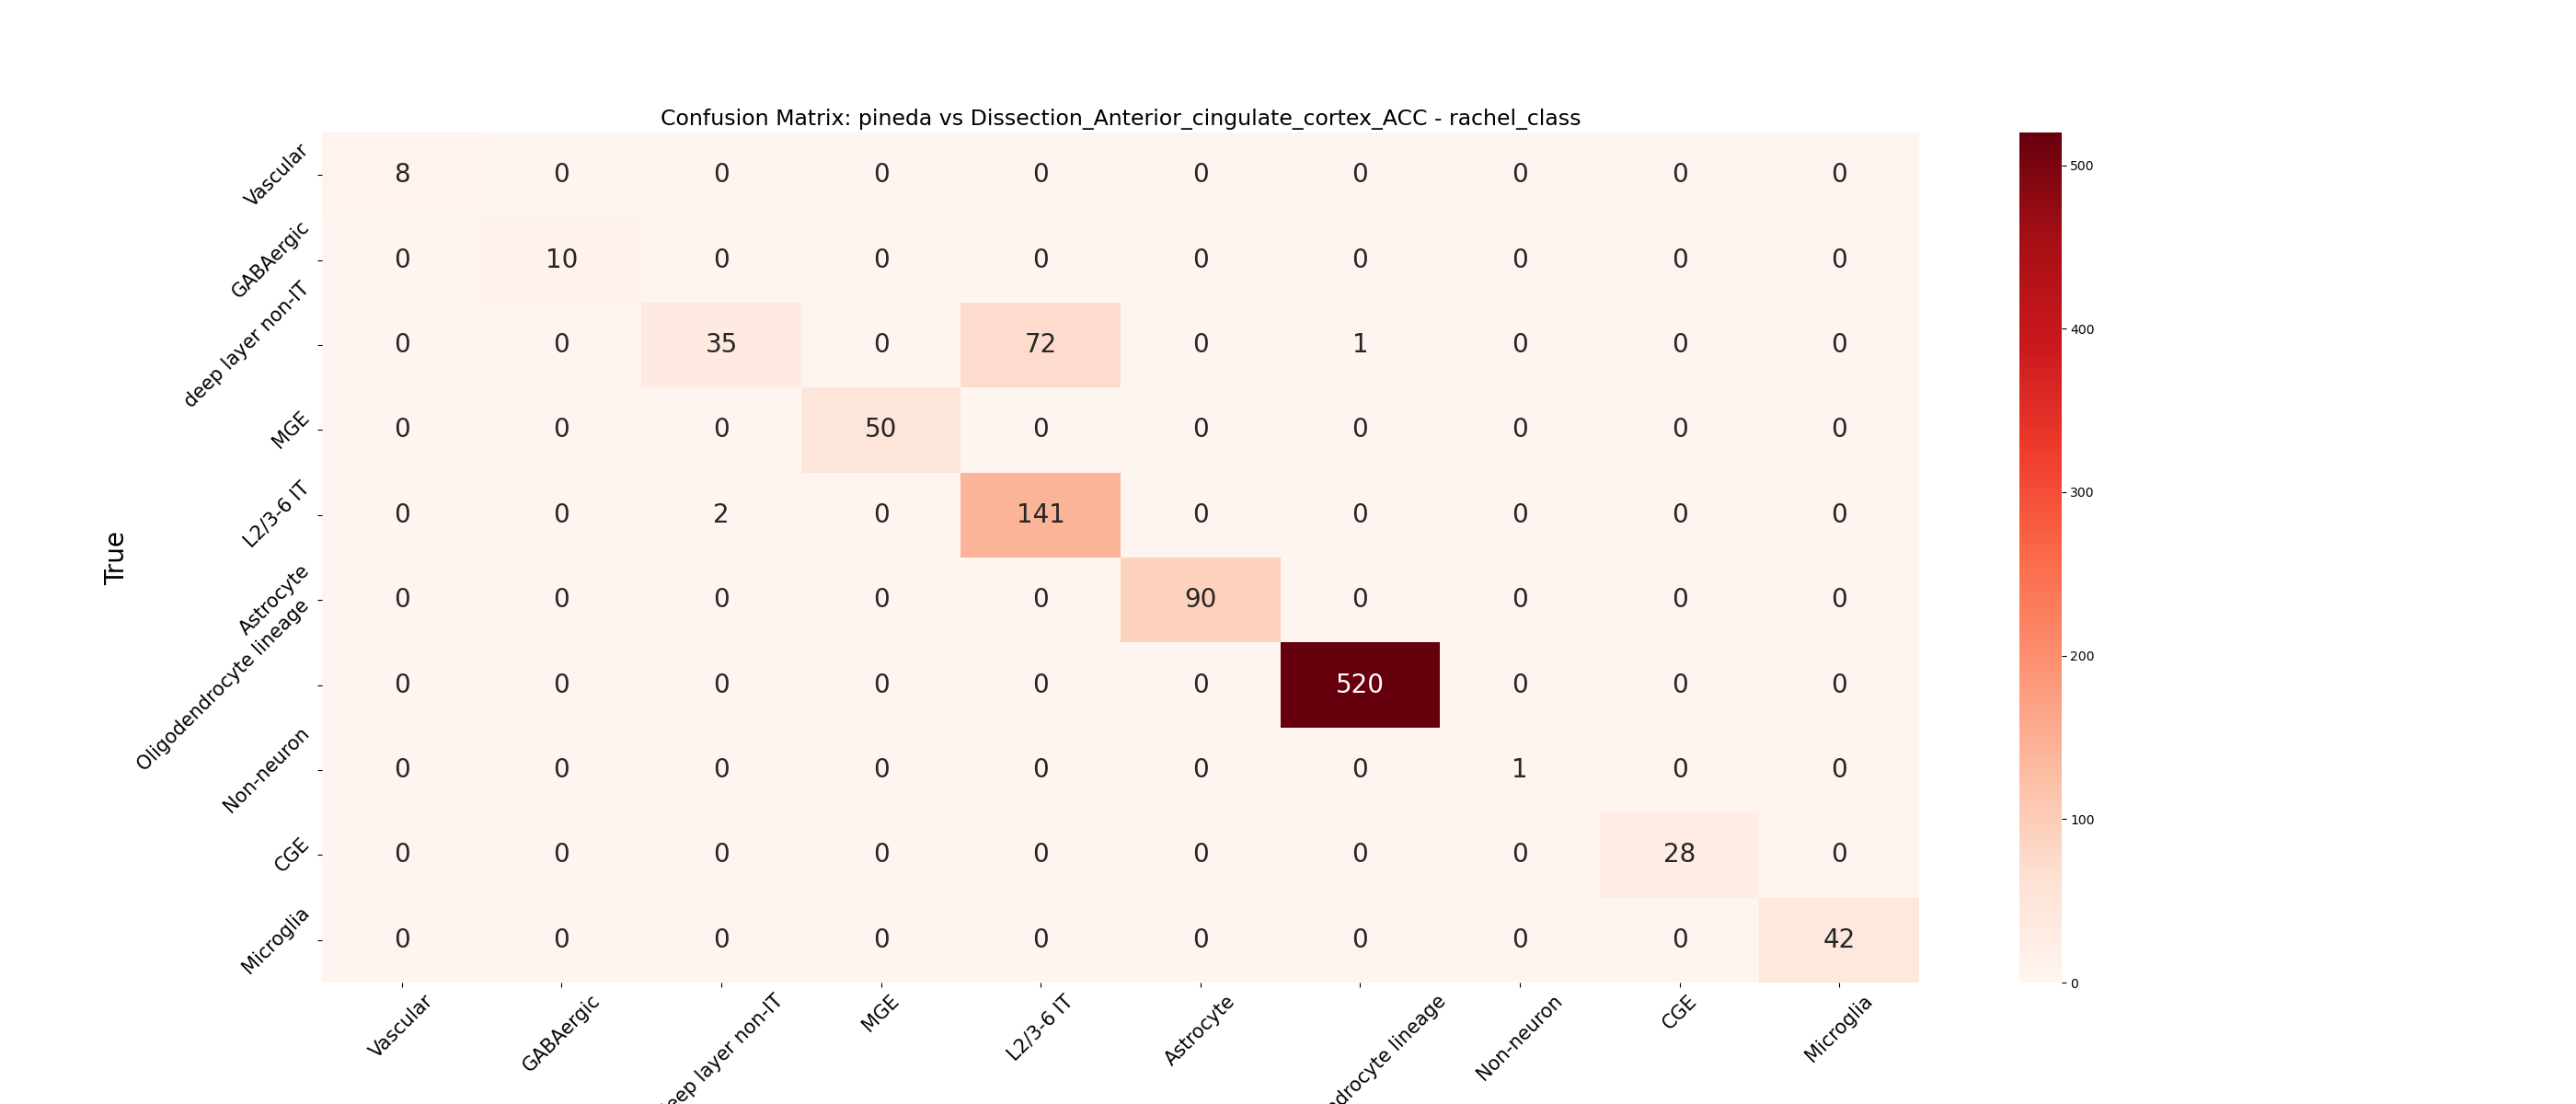 Confusion Matrix: pineda vs Dissection_Anterior_cingulate_cortex_ACC - rachel_class
True
Vascular 8 0 0 0 0 0 0 0 0 0
GABAergic 0 10 0 0 0 0 0 0 0 0
deep layer non-IT 0 0 35 0 72 0 1 0 0 0
MGE 0 0 0 50 0 0 0 0 0 0
L2/3-6 IT 0 0 2 0 141 0 0 0 0 0
Astrocyte 0 0 0 0 0 90 0 0 0 0
Oligodendrocyte lineage 0 0 0 0 0 0 520 0 0 0
Non-neuron 0 0 0 0 0 0 0 1 0 0
CGE 0 0 0 0 0 0 0 0 28 0
Microglia 0 0 0 0 0 0 0 0 0 42
Vascular GABAergic layer non-IT MGE L2/3-6 IT Astrocyte lineage Non-neuron CGE Microglia
500
400
300
200
100
0